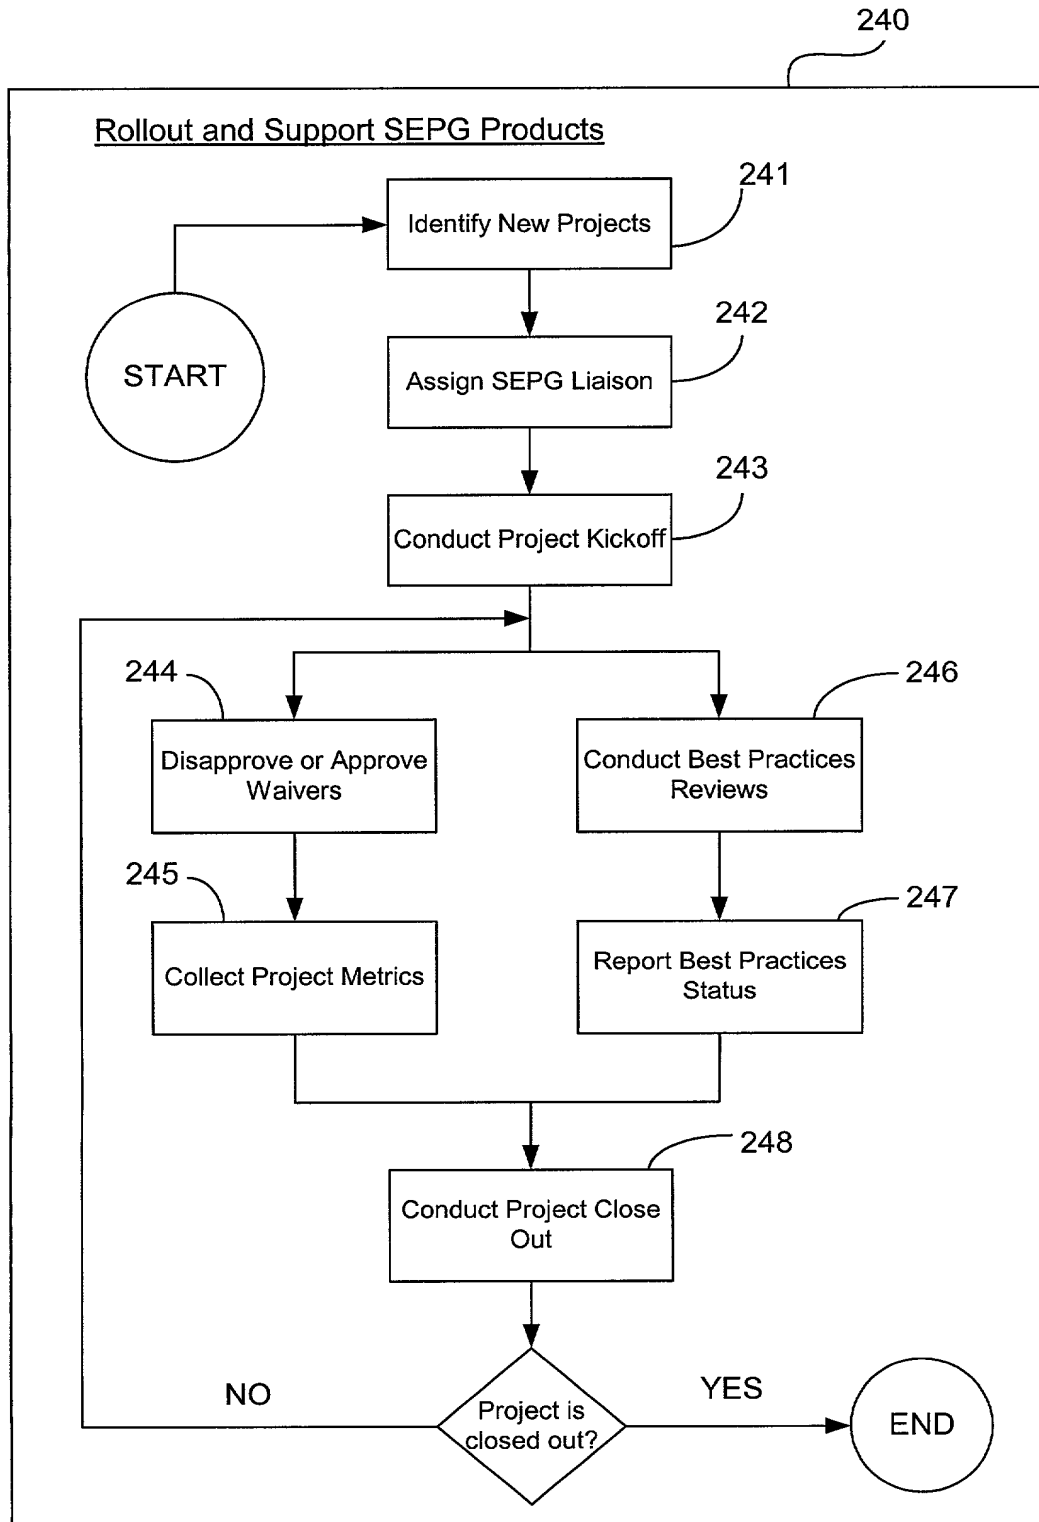 240
Rollout and Support SEPG Products
241
Identify New Projects
242
START
Assign SEPG Liaison
243
Conduct Project Kickoff
244
246
Disapprove or Approve
Waivers
Conduct Best Practices
Reviews
245
247
Collect Project Metrics
Report Best Practices
Status
248
Conduct Project Close
Out
NO
YES
Project is
closed out?
END